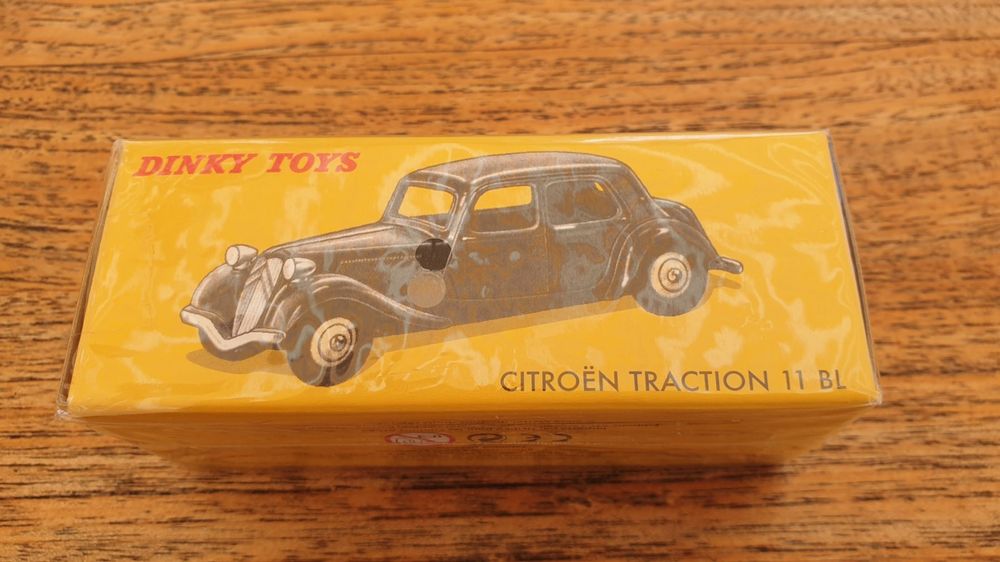 DINKY TOYS
CITROËN TRACTION 11 BL